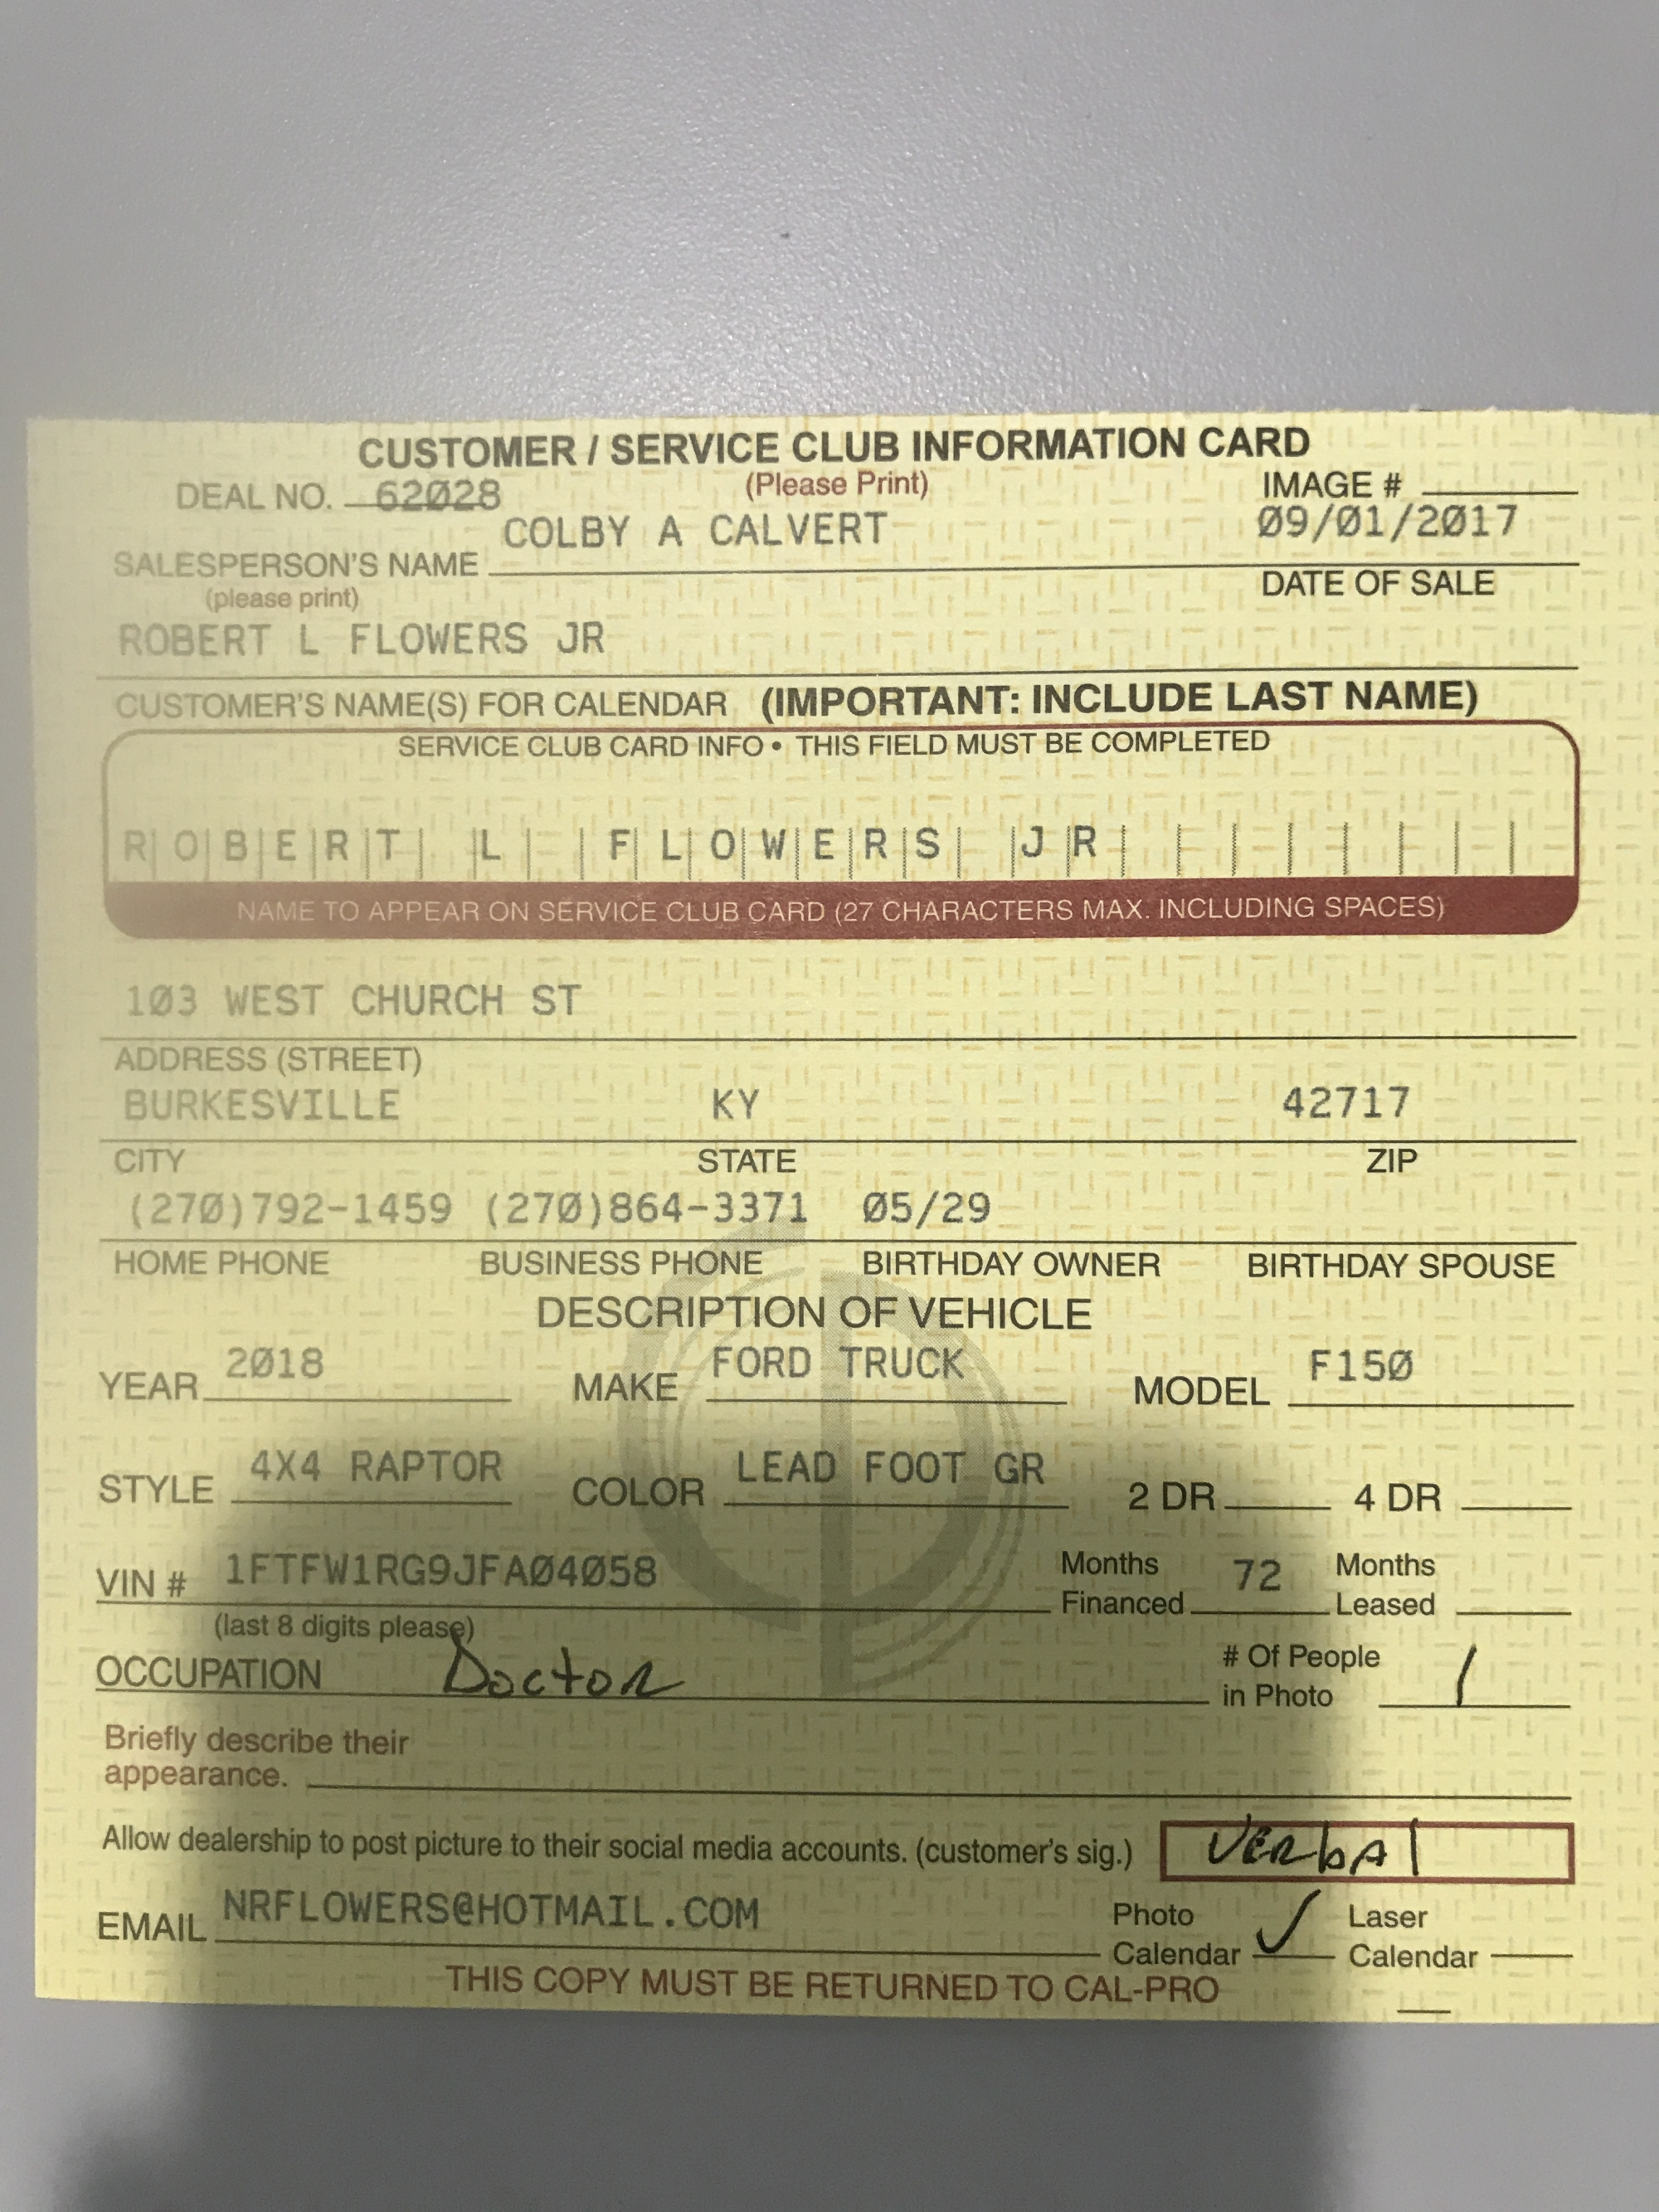 CUSTOMER / SERVICE CLUB INFORMATION CARD
DEAL NO. 62028 (Please Print) IMAGE #
COLBY A CALVERT 09/01/2017
SALESPERSON'S NAME DATE OF SALE
(please print)
ROBERT L FLOWERS JR
CUSTOMER'S NAME(S) FOR CALENDAR (IMPORTANT: INCLUDE LAST NAME)
SERVICE CLUB CARD INFO • THIS FIELD MUST BE COMPLETED
ROBERT L FLOWERS JR
NAME TO APPEAR ON SERVICE CLUB CARD (27 CHARACTERS MAX. INCLUDING SPACES)
103 WEST CHURCH ST
ADDRESS (STREET)
BURKESVILLE KY 42717
CITY STATE ZIP
(270)792-1459 (270)864-3371 05/29
HOME PHONE BUSINESS PHONE BIRTHDAY OWNER BIRTHDAY SPOUSE
DESCRIPTION OF VEHICLE
YEAR 2018 MAKE FORD TRUCK MODEL F150
STYLE 4X4 RAPTOR COLOR LEAD FOOT GR 2 DR 4 DR
VIN # 1FTFW1RG9JFA04058 Months Financed 72 Months Leased
(last 8 digits please)
OCCUPATION Doctor # Of People in Photo 1
Briefly describe their
appearance.
Allow dealership to post picture to their social media accounts. (customer's sig.) VERbAl
EMAIL NRFLOWERS@HOTMAIL.COM Photo Calendar ✓ Laser Calendar
THIS COPY MUST BE RETURNED TO CAL-PRO